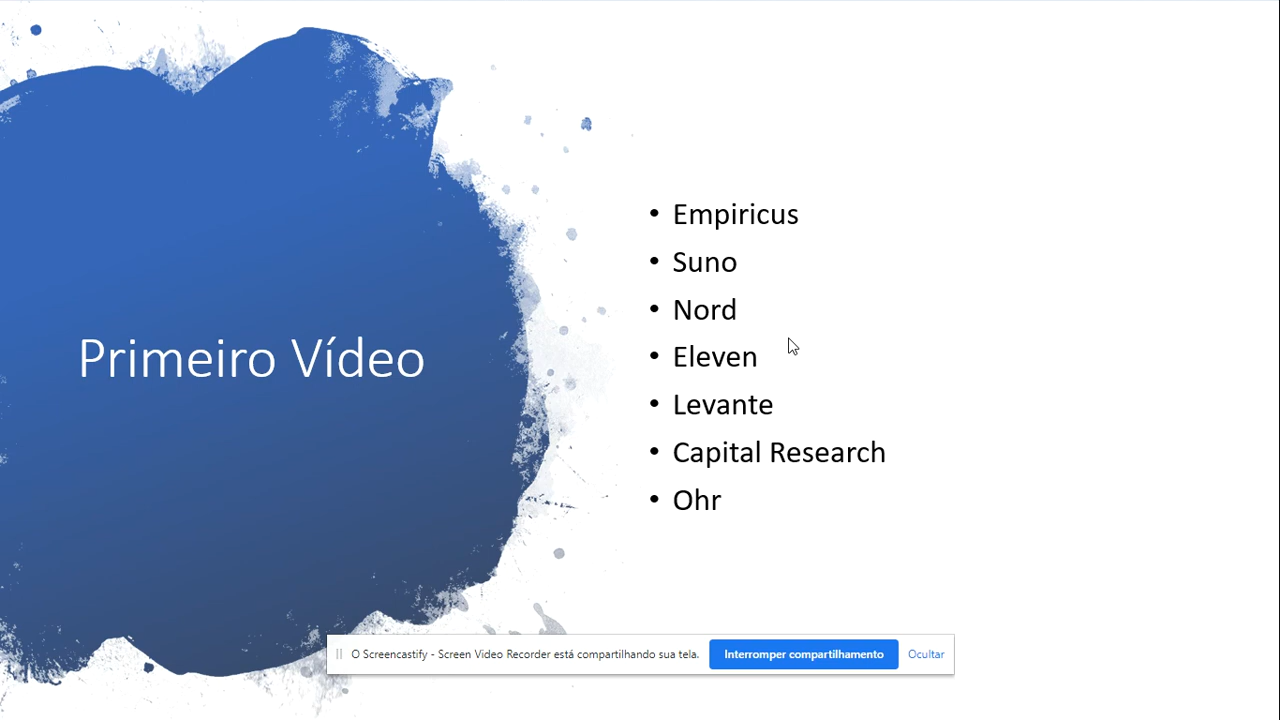 Primeiro Vídeo
• Empiricus
• Suno
• Nord
• Eleven
• Levante
• Capital Research
• Ohr
O Screencastify - Screen Video Recorder está compartilhando sua tela.
Interromper compartilhamento
Ocultar